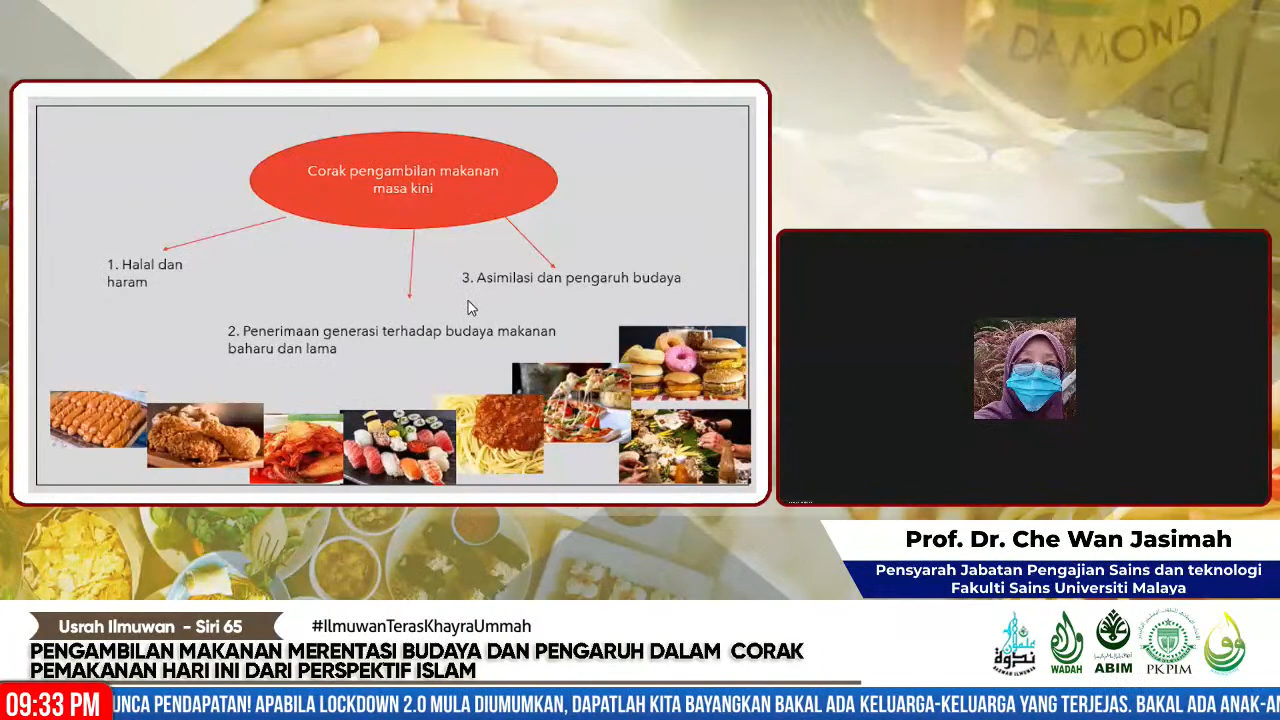 DAMOND
CO
Corak pengambilan makanan
masa kini
1. Halal dan
haram
3. Asimilasi dan pengaruh budaya
2. Penerimaan generasi terhadap budaya makanan
baharu dan lama
Prof. Dr. Che Wan Jasimah
Pensyarah Jabatan Pengajian Sains dan teknologi
Fakulti Sains Universiti Malaya
Usrah Ilmuwan - Siri 65
#IlmuwanTerasKhayraUmmah
PENGAMBILAN MAKANAN MERENTASI BUDAYA DAN PENGARUH DALAM CORAK
PEMAKANAN HARI INI DARI PERSPEKTIF ISLAM
WADAH
ABIM
PKPIM
09:33 PM
UNCA PENDAPATAN! APABILA LOCKDOWN 2.0 MULA DIUMUMKAN, DAPATLAH KITA BAYANGKAN BAKAL ADA KELUARGA-KELUARGA YANG TERJEJAS. BAKAL ADA ANAK-A